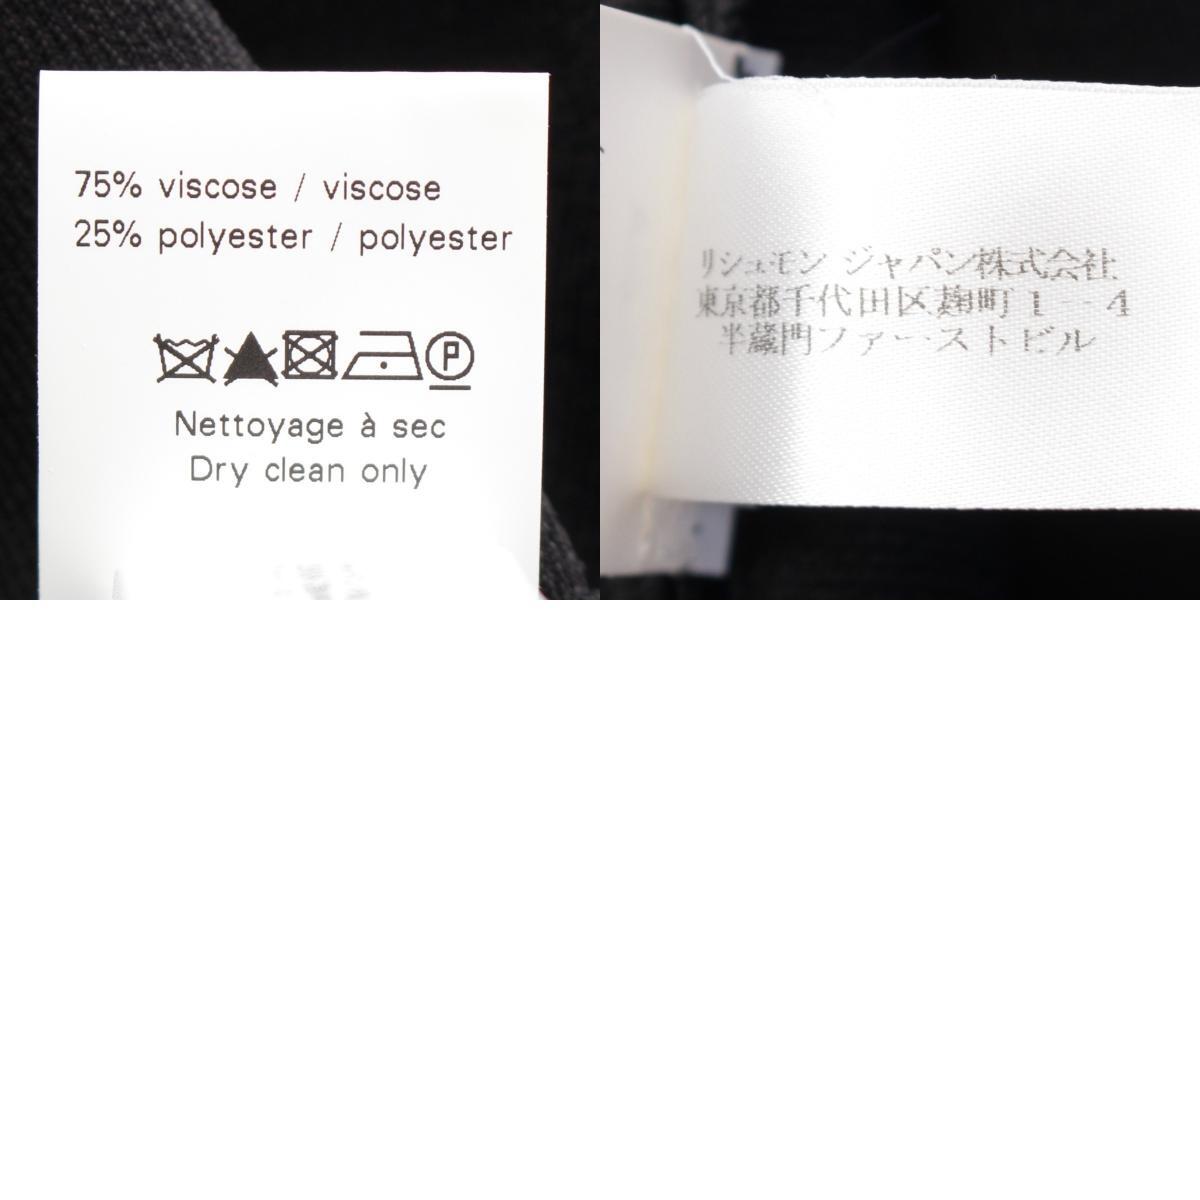 75% viscose / viscose
25% polyester / polyester
P
Nettoyage à sec
Dry clean only
リシュモン ジャパン株式会社
東京都千代田区麹町1-4
半蔵門ファーストビル